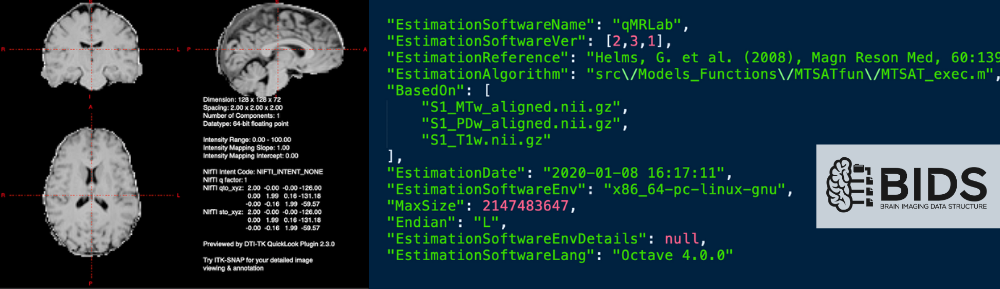 R
L
P
A
A
R
L
P
Dimension: 128 x 128 x 72
Spacing: 2.00 x 2.00 x 2.00
Number of Components: 1
Datatype: 64-bit floating point
Intensity Range: 0.00 - 100.00
Intensity Mapping Slope: 1.00
Intensity Mapping Intercept: 0.00
NIfTI Intent Code: NIFTI_INTENT_NONE
NIfTI q factor: 1
NIfTI qto_xyz: 2.00 -0.00 -0.00 -126.00
0.00 1.99 0.16 -131.18
-0.00 -0.16 1.99 -59.57
NIfTI sto_xyz: 2.00 -0.00 -0.00 -126.00
0.00 1.99 0.16 -131.18
-0.00 -0.16 1.99 -59.57
Previewed by DTI-TK QuickLook Plugin 2.3.0
Try ITK-SNAP for your detailed image
viewing & annotation
"EstimationSoftwareName": "qMRLab",
"EstimationSoftwareVer": [2,3,1],
"EstimationReference": "Helms, G. et al. (2008), Magn Reson Med, 60:139
"EstimationAlgorithm": "src\/Models_Functions\/MTSATfun\/MTSAT_exec.m",
"BasedOn": [
"S1_MTw_aligned.nii.gz",
"S1_PDw_aligned.nii.gz",
"S1_T1w.nii.gz"
],
"EstimationDate": "2020-01-08 16:17:11",
"EstimationSoftwareEnv": "x86_64-pc-linux-gnu",
"MaxSize": 2147483647,
"Endian": "L",
"EstimationSoftwareEnvDetails": null,
"EstimationSoftwareLang": "Octave 4.0.0"
BIDS
BRAIN IMAGING DATA STRUCTURE